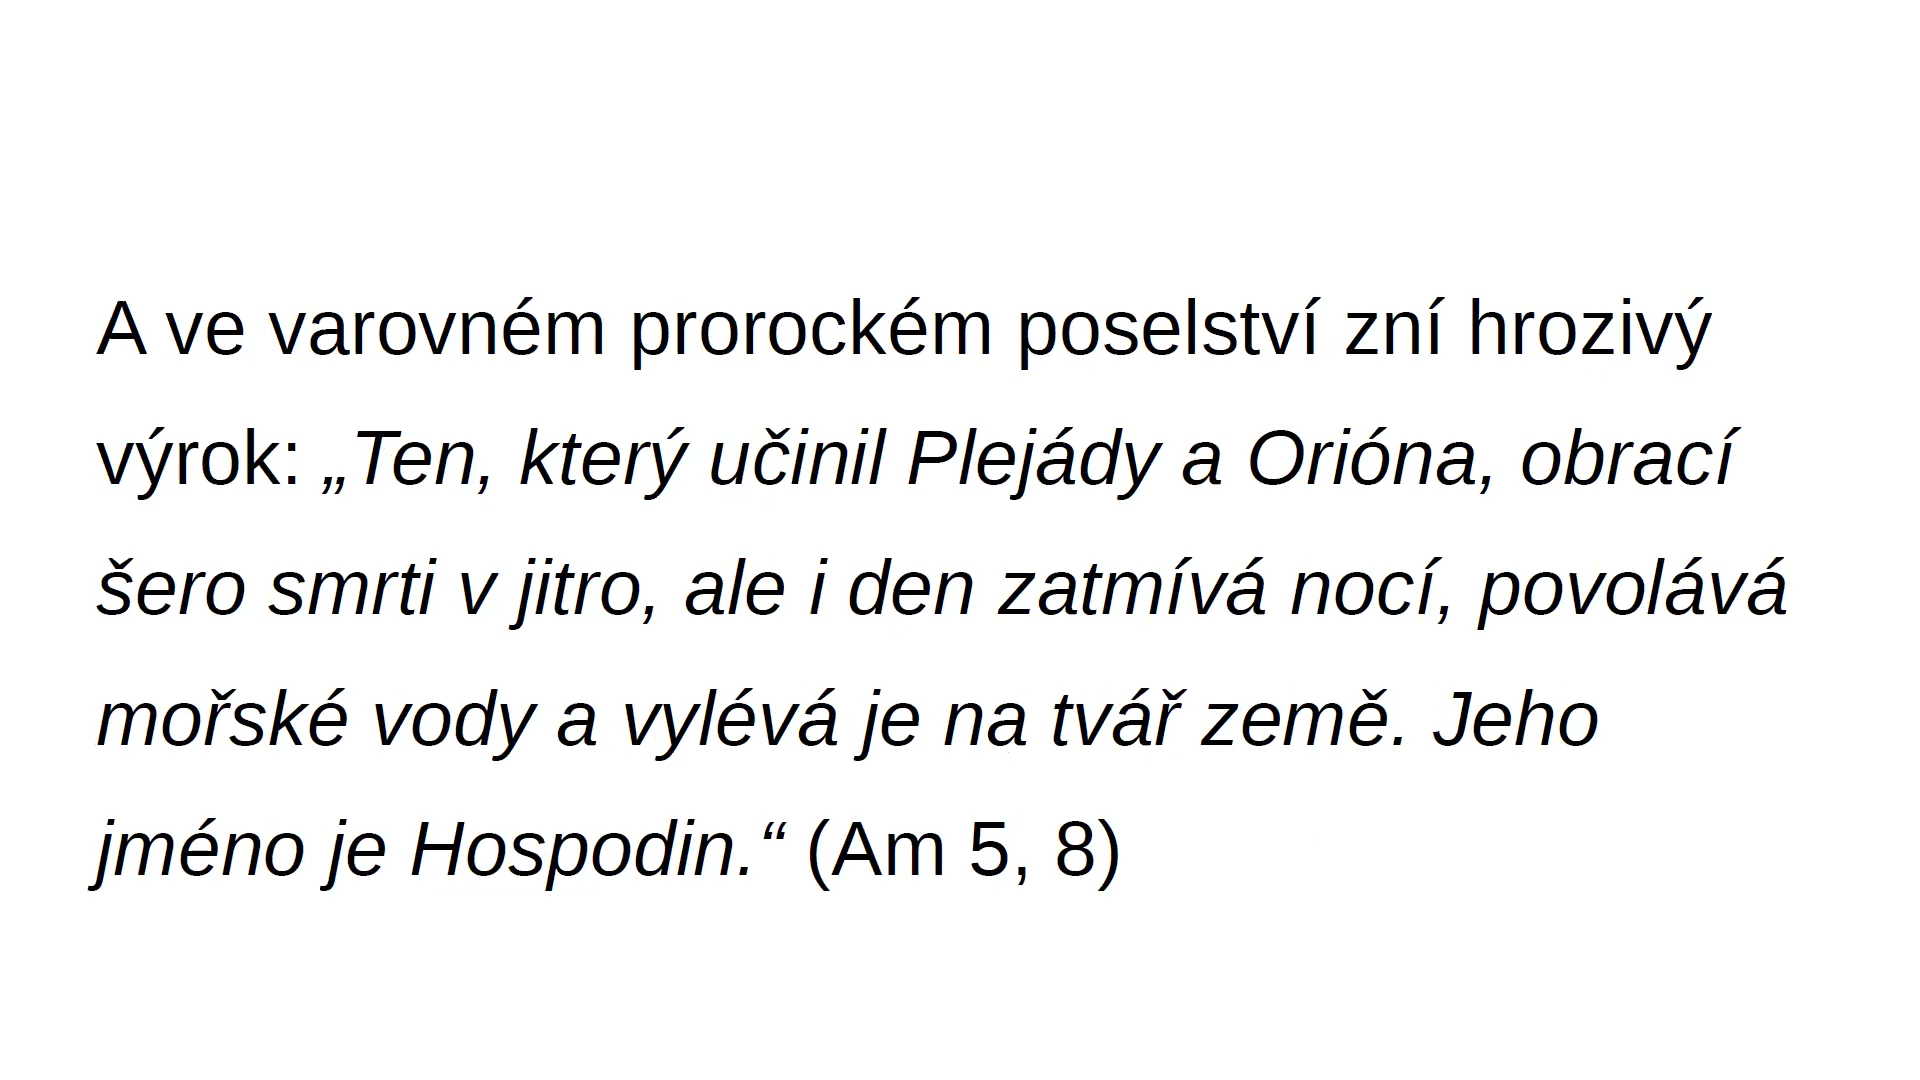 A ve varovném prorockém poselství zní hrozivý
výrok: „Ten, který učinil Plejády a Orióna, obrací
šero smrti v jitro, ale i den zatmívá nocí, povolává
mořské vody a vylévá je na tvář země. Jeho
jméno je Hospodin.“ (Am 5, 8)